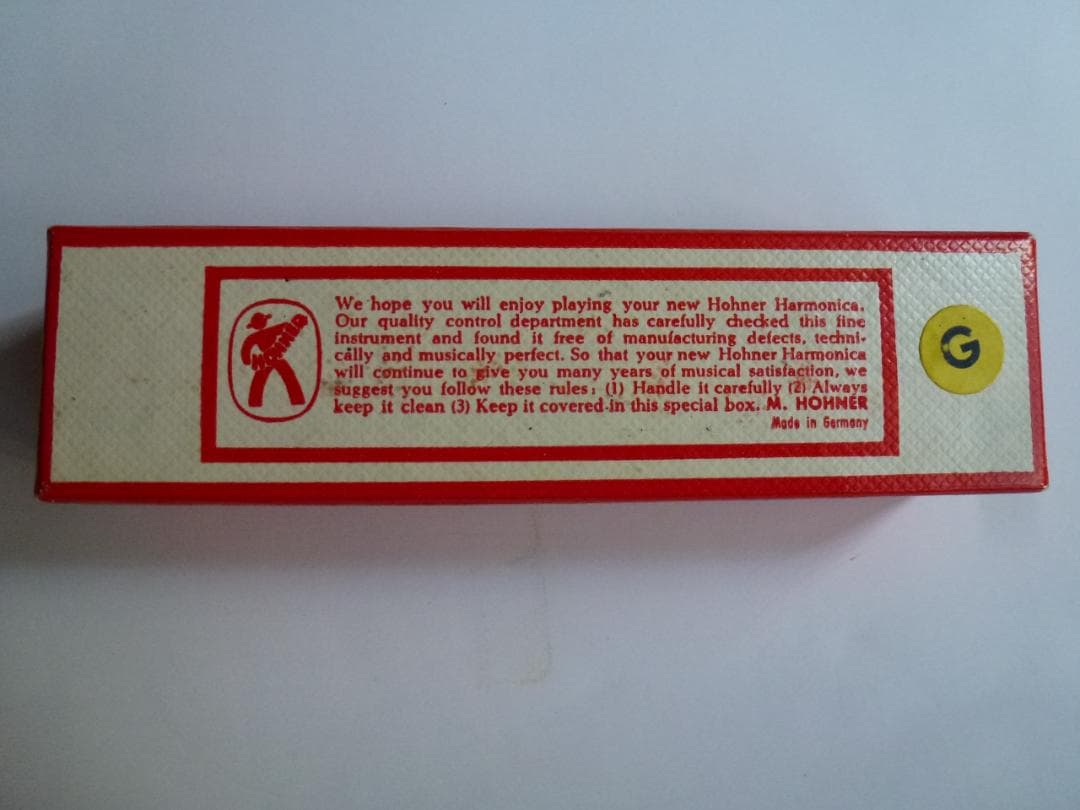 We hope you will enjoy playing your new Hohner Harmonica.
Our quality control department has carefully checked this fine
instrument and found it free of manufacturing defects, techni-
cally and musically perfect. So that your new Hohner Harmonica
will continue to give you many years of musical satisfaction, we
suggest you follow these rules: (1) Handle it carefully (2) Always
keep it clean (3) Keep it covered in this special box. M. HOHNER
Made in Germany
G